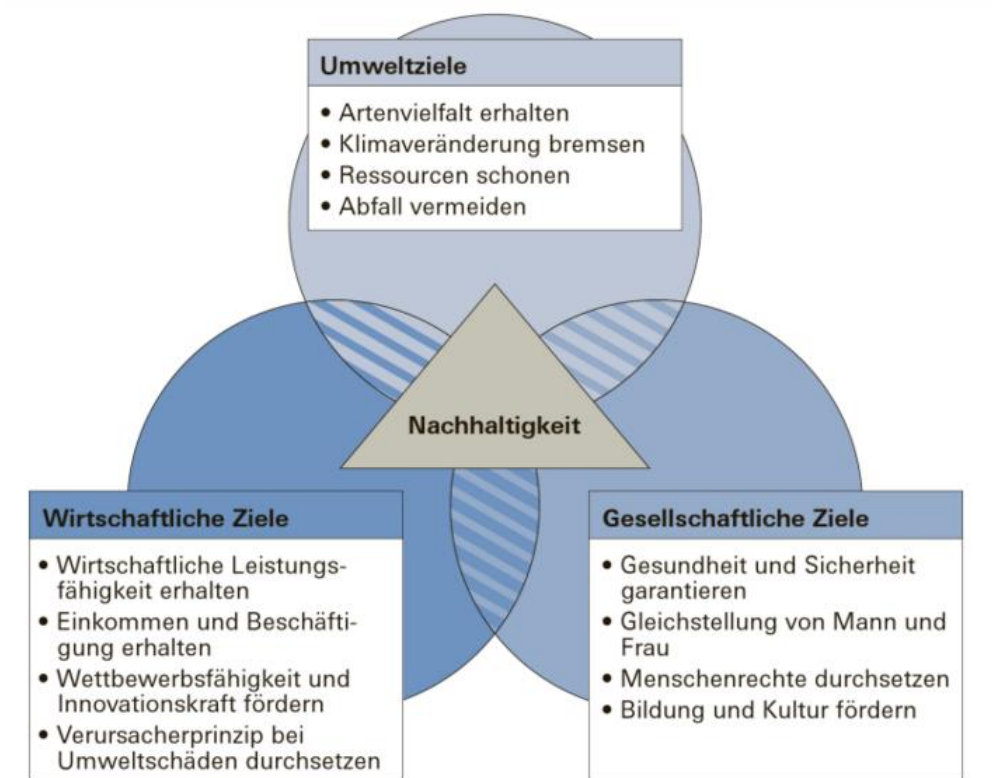 Umweltziele
• Artenvielfalt erhalten
• Klimaveränderung bremsen
• Ressourcen schonen
• Abfall vermeiden
Nachhaltigkeit
Wirtschaftliche Ziele
• Wirtschaftliche Leistungs-
fähigkeit erhalten
• Einkommen und Beschäfti-
gung erhalten
• Wettbewerbsfähigkeit und
Innovationskraft fördern
• Verursacherprinzip bei
Umweltschäden durchsetzen
Gesellschaftliche Ziele
• Gesundheit und Sicherheit
garantieren
• Gleichstellung von Mann und
Frau
• Menschenrechte durchsetzen
• Bildung und Kultur fördern